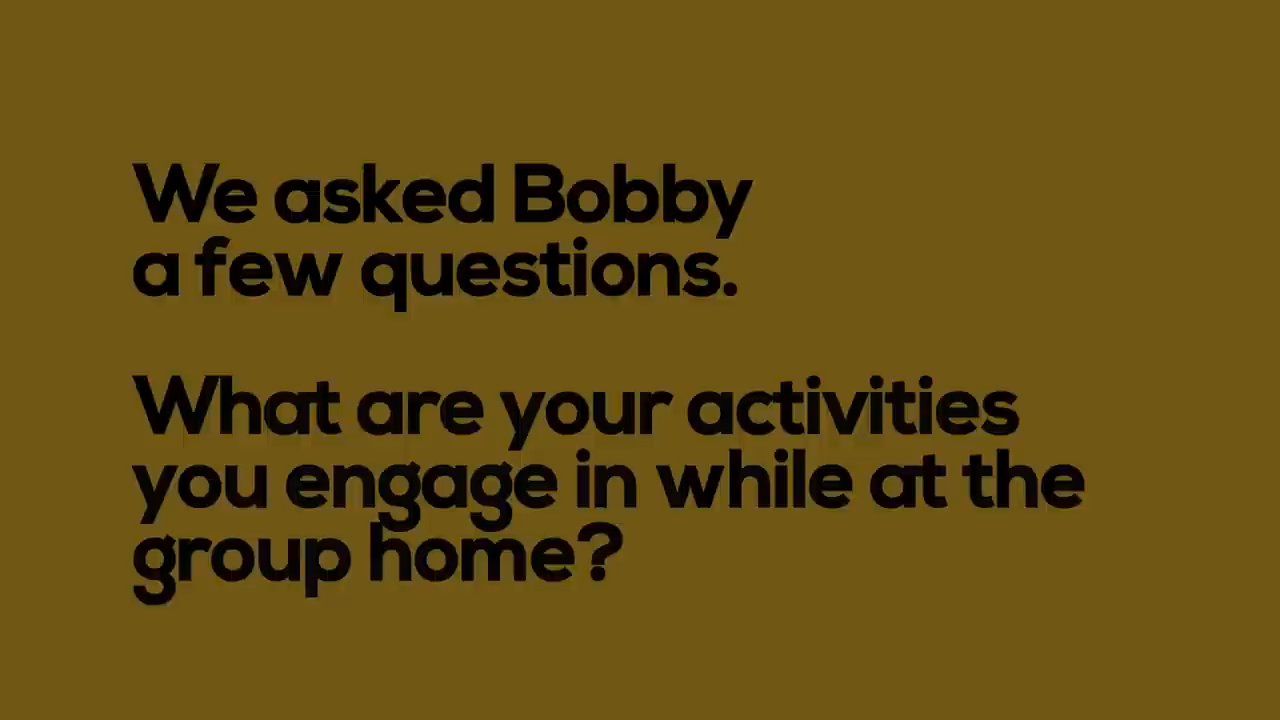 We asked Bobby
a few questions.
What are your activities
you engage in while at the
group home?